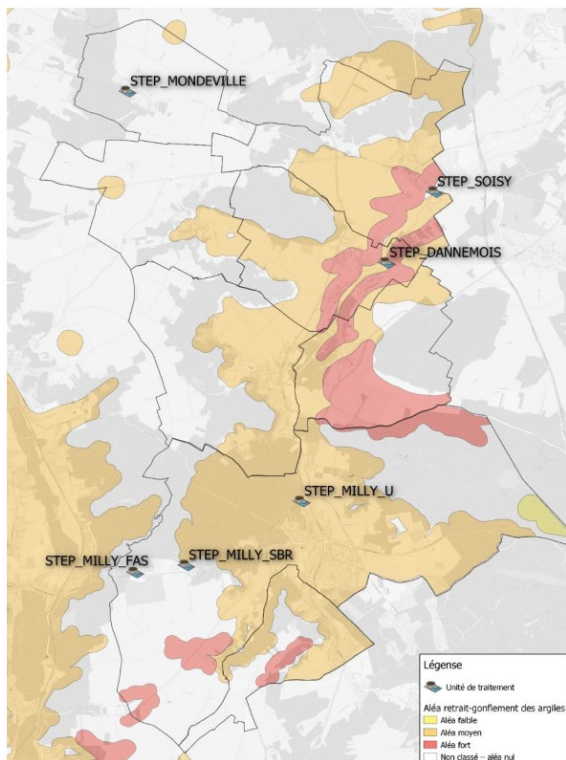 STEP_MONDEVILLE
STEP_SOISY
STEP_DANNEMOIS
STEP_MILLY_U
STEP_MILLY_SBR
STEP_MILLY_FAS
Légense
Unité de traitement
Aléa retrait-gonflement des argiles
Aléa faible
Aléa moyen
Aléa fort
Non classé – aléa nul